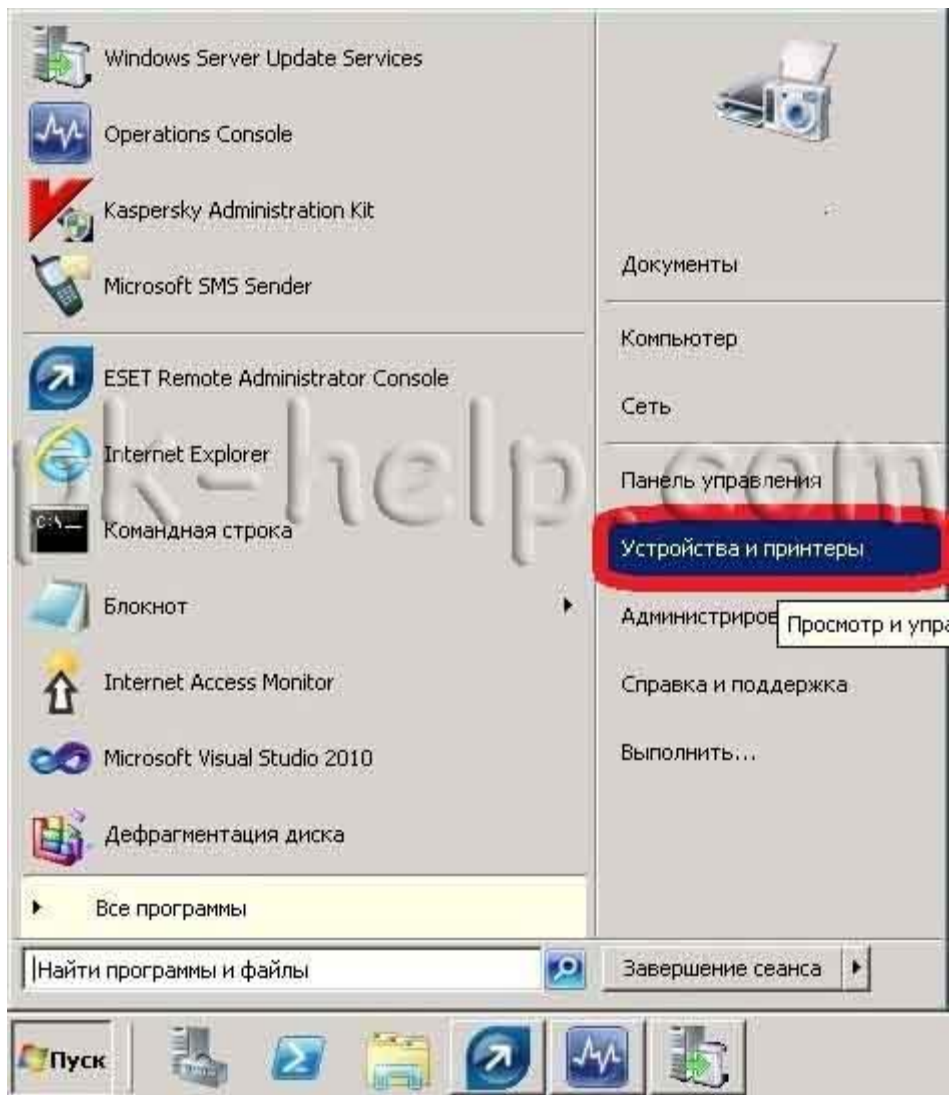 Windows Server Update Services
Operations Console
Kaspersky Administration Kit
Microsoft SMS Sender
ESET Remote Administrator Console
Internet Explorer
Командная строка
Блокнот
Internet Access Monitor
Microsoft Visual Studio 2010
Дефрагментация диска
Все программы
Найти программы и файлы
Документы
Компьютер
Сеть
Панель управления
Устройства и принтеры
Администриров
Просмотр и упра
Справка и поддержка
Выполнить...
Завершение сеанса
Пуск
pk-help.com